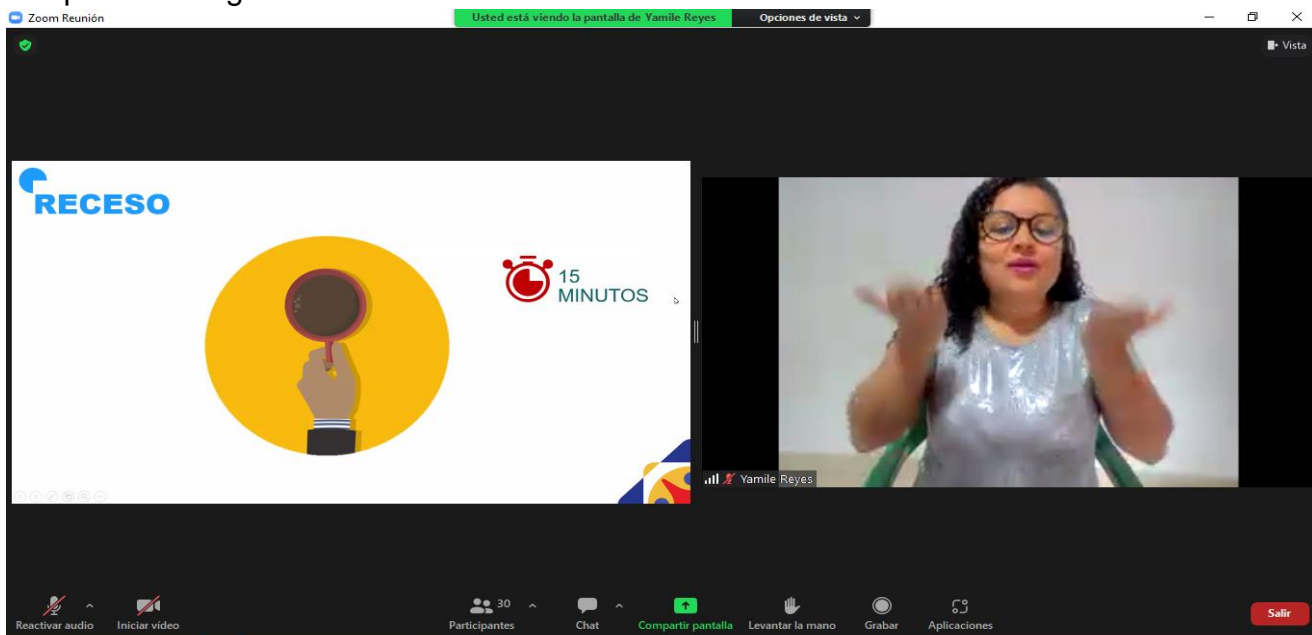 Zoom Reunión
Usted está viendo la pantalla de Yamile Reyes
Opciones de vista
Vista
RECESO
15
MINUTOS
Yamile Reyes
Reactivar audio
Iniciar vídeo
30
Participantes
Chat
Compartir pantalla
Levantar la mano
Grabar
Aplicaciones
Salir